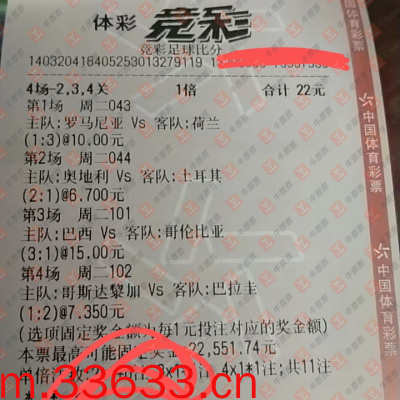 体彩 竞彩
竞彩足球比分
140320418405253013279119
4场-2,3,4关 1倍 合计 22元
第1场 周二043
主队:罗马尼亚 Vs 客队:荷兰
(1:3)@10.00元
第2场 周二044
主队:奥地利 Vs 客队:土耳其
(2:1)@6.700元
第3场 周二101
主队:巴西 Vs 客队:哥伦比亚
(3:1)@15.00元
第4场 周二102
主队:哥斯达黎加 Vs 客队:巴拉圭
(1:2)@7.350元
(选项固定奖金额为每1元投注对应的奖金额)
本票最高可能固定奖金:22,551.74元
单倍注数: 4x1*1注;共11注
中国体育彩票
中国体育彩票
m.33633.cn